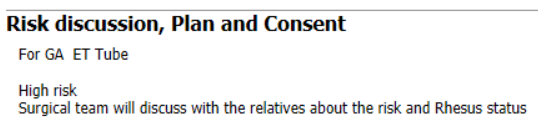 Risk discussion, Plan and Consent
For GA ET Tube
High risk
Surgical team will discuss with the relatives about the risk and Rhesus status